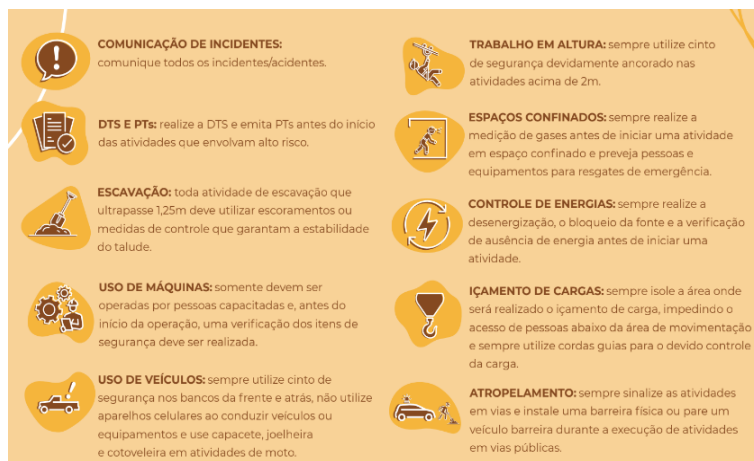 COMUNICAÇÃO DE INCIDENTES:
comunique todos os incidentes/acidentes.
DTS E PTs: realize a DTS e emita PTs antes do início
das atividades que envolvam alto risco.
ESCAVAÇÃO: toda atividade de escavação que
ultrapasse 1,25m deve utilizar escoramentos ou
medidas de controle que garantam a estabilidade
do talude.
USO DE MÁQUINAS: somente devem ser
operadas por pessoas capacitadas e, antes do
início da operação, uma verificação dos itens de
segurança deve ser realizada.
USO DE VEÍCULOS: sempre utilize cinto de
segurança nos bancos da frente e atrás, não utilize
aparelhos celulares ao conduzir veículos ou
equipamentos e use capacete, joelheira
e cotoveleira em atividades de moto.
TRABALHO EM ALTURA: sempre utilize cinto
de segurança devidamente ancorado nas
atividades acima de 2m.
ESPAÇOS CONFINADOS: sempre realize a
medição de gases antes de iniciar uma atividade
em espaço confinado e preveja pessoas e
equipamentos para resgates de emergência.
CONTROLE DE ENERGIAS: sempre realize a
desenergização, o bloqueio da fonte e a verificação
de ausência de energia antes de iniciar uma
atividade.
IÇAMENTO DE CARGAS: sempre isole a área onde
será realizado o içamento de carga, impedindo o
acesso de pessoas abaixo da área de movimentação
e sempre utilize cordas guias para o devido controle
da carga.
ATROPELAMENTO: sempre sinalize as atividades
em vias e instale uma barreira física ou pare um
veículo barreira durante a execução de atividades
em vias públicas.